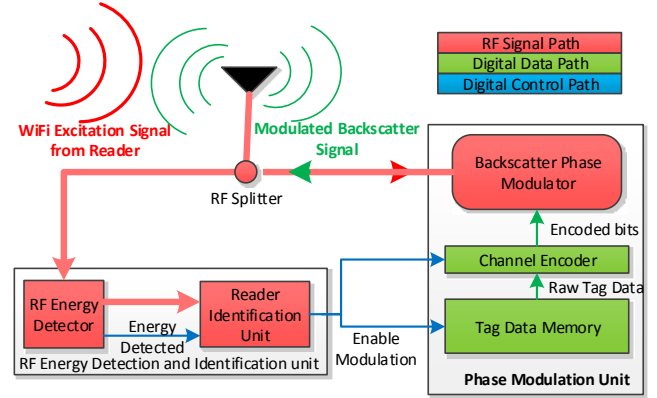 RF Signal Path
Digital Data Path
Digital Control Path
WiFi Excitation Signal
from Reader
Modulated Backscatter
Signal
RF Splitter
Backscatter Phase
Modulator
Encoded bits
Channel Encoder
Raw Tag Data
Tag Data Memory
Phase Modulation Unit
RF Energy
Detector
Reader
Identification
Unit
Energy
Detected
Enable
Modulation
RF Energy Detection and Identification unit